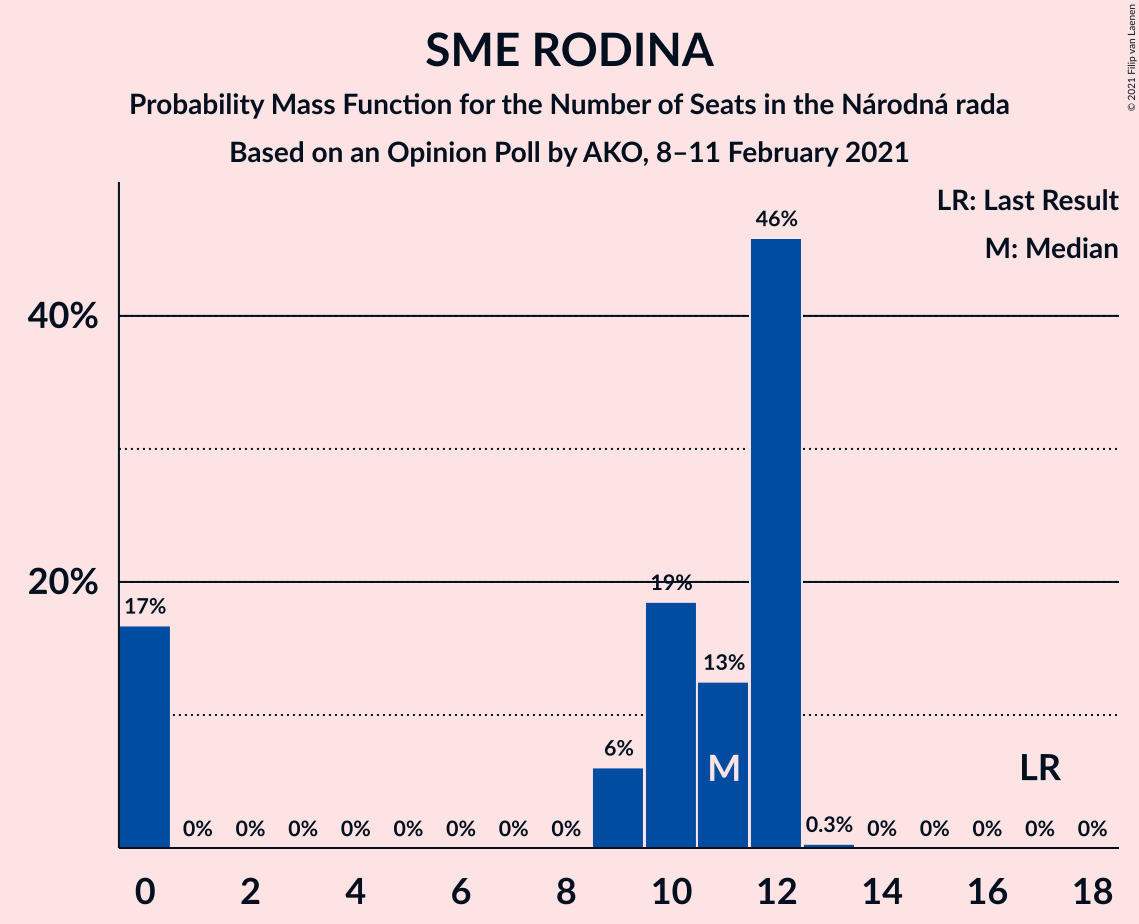 SME RODINA
Probability Mass Function for the Number of Seats in the Národná rada
Based on an Opinion Poll by AKO, 8–11 February 2021
© 2021 Filip van Laenen
LR: Last Result
M: Median
46%
40%
19%
20%
17%
13%
6%
M
LR
0% 0% 0% 0% 0% 0% 0% 0% 0.3% 0% 0% 0% 0% 0%
0 2 4 6 8 10 12 14 16 18